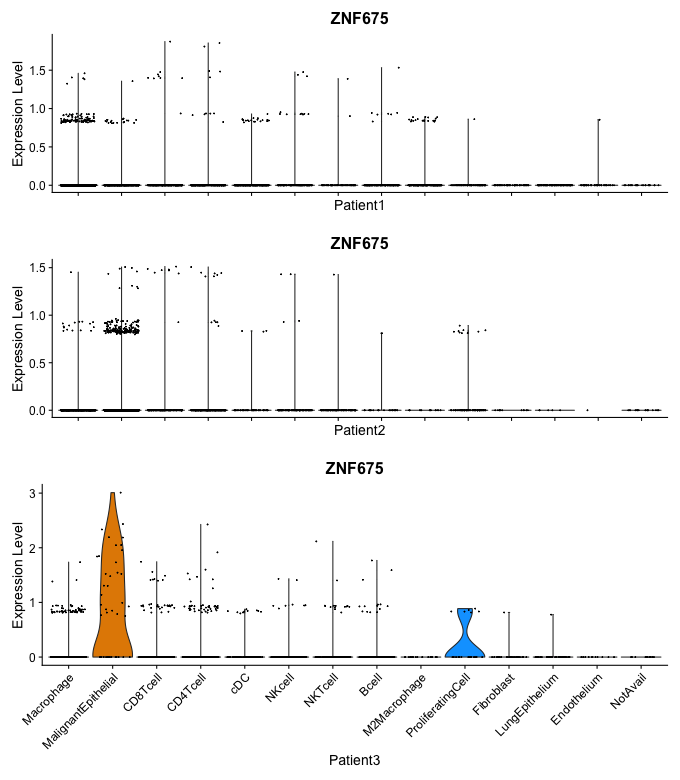 ZNF675
Expression Level
1.5
1.0
0.5
0.0
Patient1
ZNF675
Expression Level
1.5
1.0
0.5
0.0
Patient2
ZNF675
Expression Level
3
2
1
0
Macrophage
MalignantEpithelial
CD8Tcell
CD4Tcell
cDC
NKcell
NKTcell
Bcell
M2Macrophage
ProliferatingCell
Fibroblast
LungEpithelium
Endothelium
NotAvail
Patient3